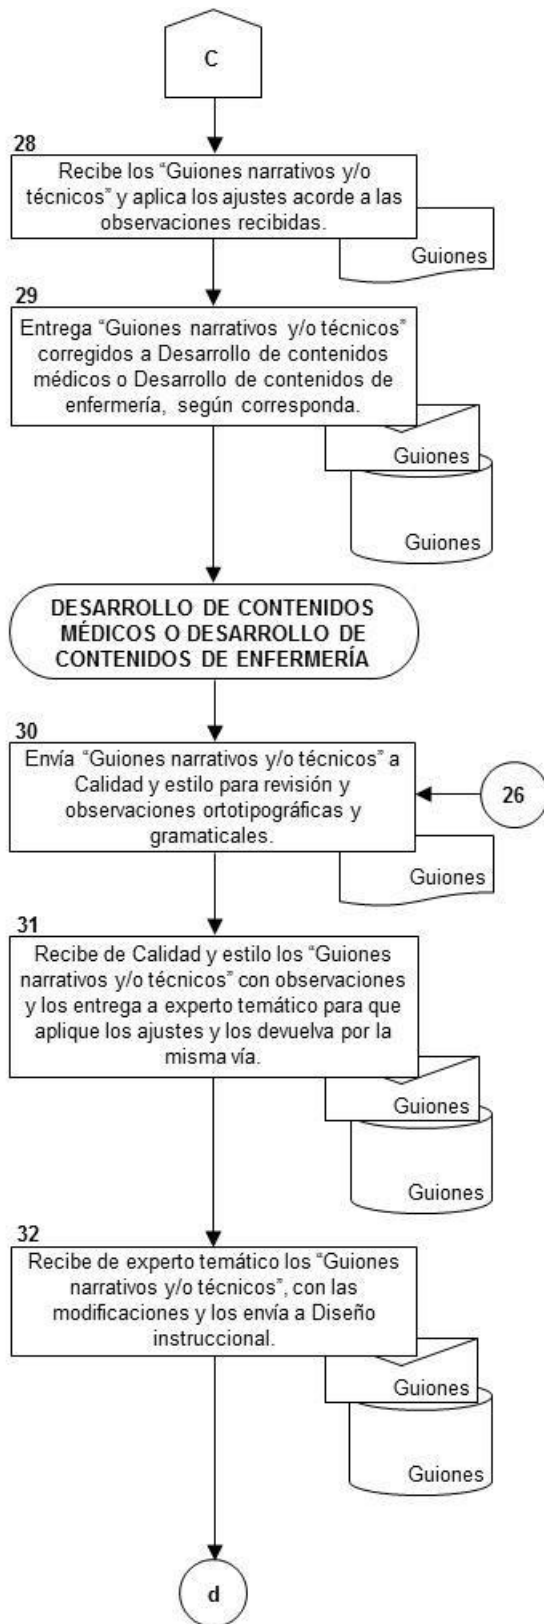 C
28
Recibe los “Guiones narrativos y/o
técnicos” y aplica los ajustes acorde a las
observaciones recibidas.
Guiones
29
Entrega “Guiones narrativos y/o técnicos”
corregidos a Desarrollo de contenidos
médicos o Desarrollo de contenidos de
enfermería, según corresponda.
Guiones
Guiones
DESARROLLO DE CONTENIDOS
MÉDICOS O DESARROLLO DE
CONTENIDOS DE ENFERMERÍA
30
Envía “Guiones narrativos y/o técnicos” a
Calidad y estilo para revisión y
observaciones ortotipográficas y
gramaticales.
26
Guiones
31
Recibe de Calidad y estilo los “Guiones
narrativos y/o técnicos” con observaciones
y los entrega a experto temático para que
aplique los ajustes y los devuelva por la
misma vía.
Guiones
Guiones
32
Recibe de experto temático los “Guiones
narrativos y/o técnicos”, con las
modificaciones y los envía a Diseño
instruccional.
Guiones
Guiones
d